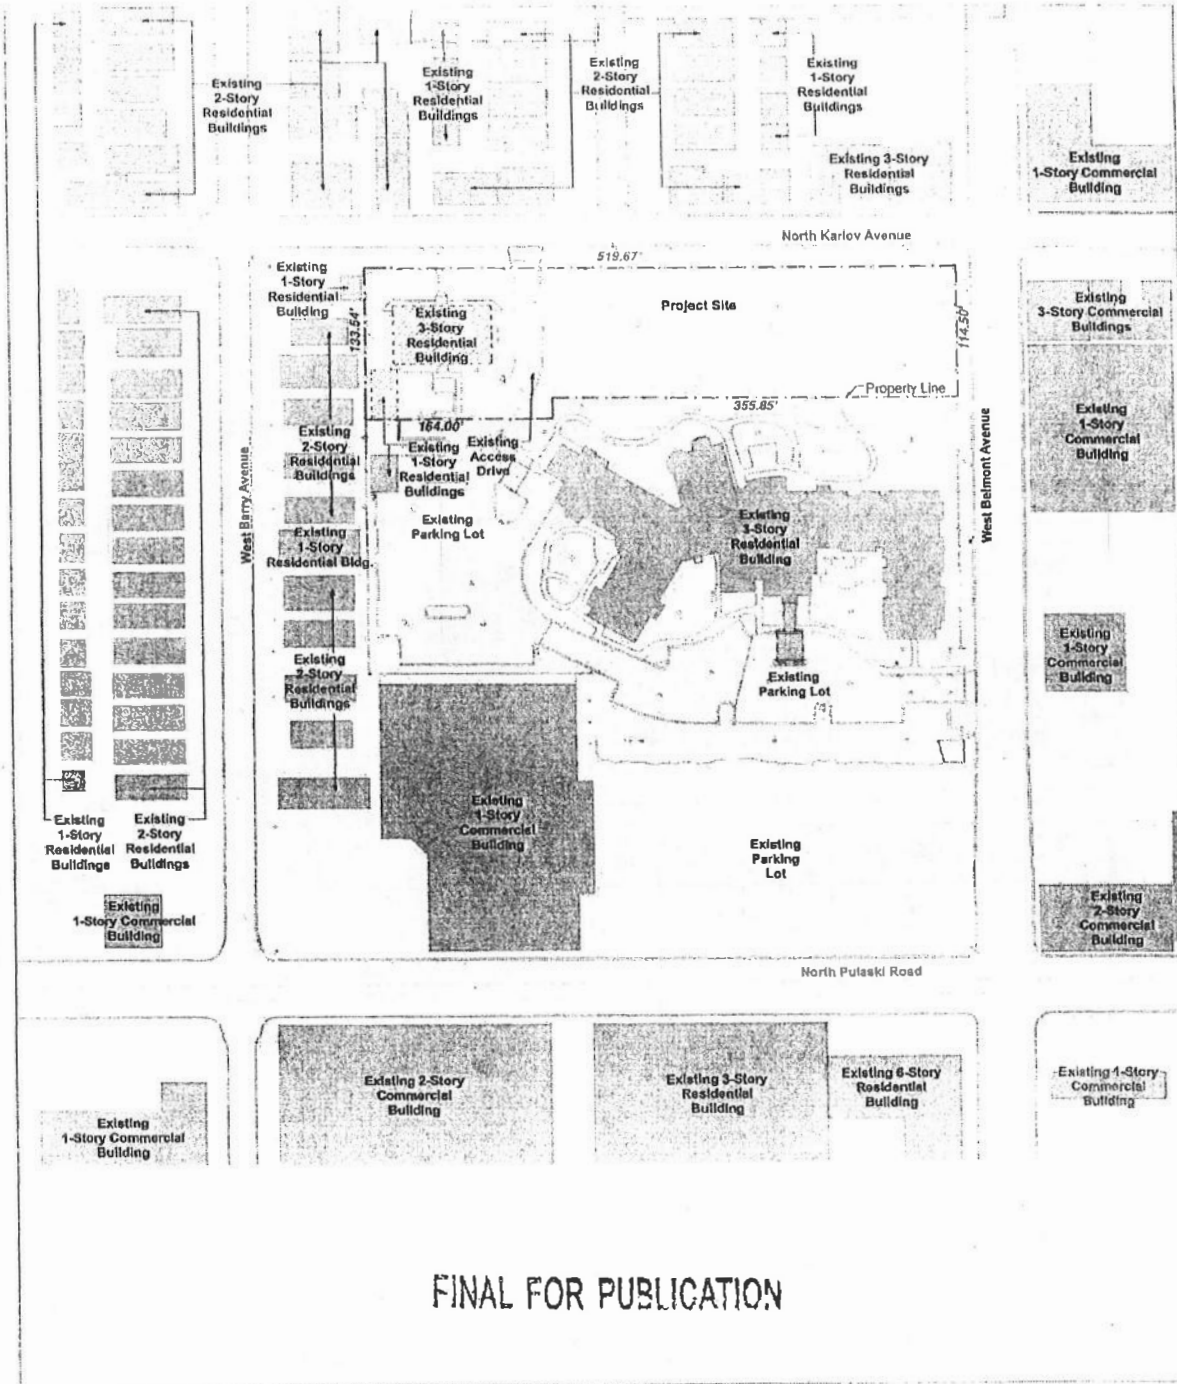 Existing
2-Story
Residential
Buildings
Existing
1-Story
Residential
Buildings
Existing
2-Story
Residential
Buildings
Existing
1-Story
Residential
Buildings
Existing 3-Story
Residential
Buildings
Existing
1-Story Commercial
Building
North Karlov Avenue
519.67'
Existing
1-Story
Residential
Building
133.54'
Existing
3-Story
Residential
Building
Project Site
114.50'
Existing
3-Story Commercial
Buildings
Property Line
355.85'
164.00'
Existing
1-Story
Commercial
Building
West Barry Avenue
Existing
2-Story
Residential
Buildings
Existing
1-Story
Residential
Buildings
Existing
Access
Drive
West Belmont Avenue
Existing
Parking Lot
Existing
3-Story
Residential
Building
Existing
1-Story
Residential Bldg.
Existing
2-Story
Residential
Buildings
Existing
Parking Lot
Existing
1-Story
Commercial
Building
Existing
1-Story
Residential
Buildings
Existing
2-Story
Residential
Buildings
Existing
1-Story
Commercial
Building
Existing
Parking
Lot
Existing
1-Story Commercial
Building
Existing
2-Story
Commercial
Building
North Pulaski Road
Existing
1-Story Commercial
Building
Existing 2-Story
Commercial
Building
Existing 3-Story
Residential
Building
Existing 6-Story
Residential
Building
Existing 1-Story
Commercial
Building
FINAL FOR PUBLICATION